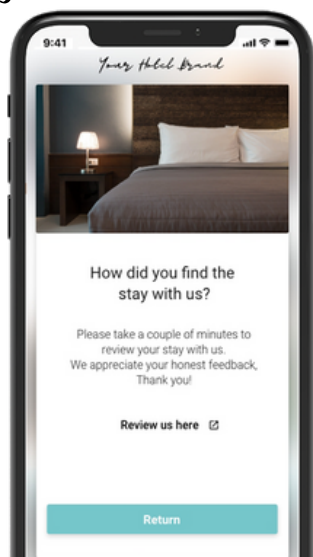 9:41
Your Hotel Brand
How did you find the
stay with us?
Please take a couple of minutes to
review your stay with us.
We appreciate your honest feedback,
Thank you!
Review us here
Return